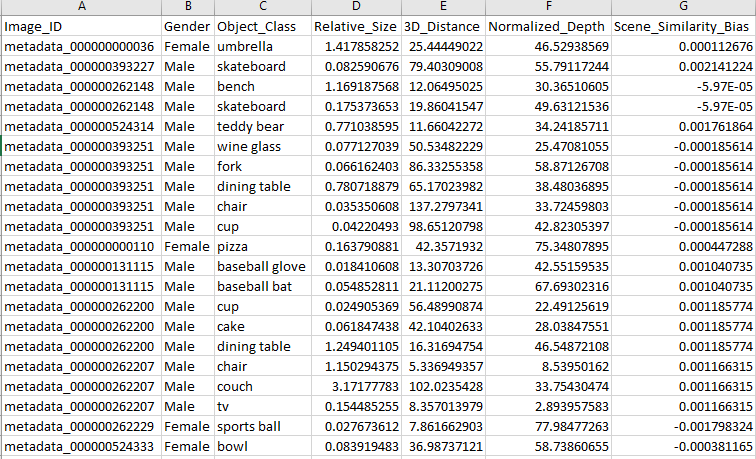 A B C D E F G
Image_ID Gender Object_Class Relative_Size 3D_Distance Normalized_Depth Scene_Similarity_Bias
metadata_000000000036 Female umbrella 1.417858252 25.44449022 46.52938569 0.000112676
metadata_000000393227 Male skateboard 0.082590676 79.40309008 55.79117244 0.002141224
metadata_000000262148 Male bench 1.169187568 12.06495025 30.36510605 -5.97E-05
metadata_000000262148 Male skateboard 0.175373653 19.86041547 49.63121536 -5.97E-05
metadata_000000524314 Male teddy bear 0.771038595 11.66042272 34.24185711 0.001761864
metadata_000000393251 Male wine glass 0.077127039 50.53482229 25.47081055 -0.000185614
metadata_000000393251 Male fork 0.066162403 86.33255358 58.87126708 -0.000185614
metadata_000000393251 Male dining table 0.780718879 65.17023982 38.48036895 -0.000185614
metadata_000000393251 Male chair 0.035350608 137.2797341 33.72459803 -0.000185614
metadata_000000393251 Male cup 0.04220493 98.65120798 42.82305397 -0.000185614
metadata_000000000110 Female pizza 0.163790881 42.3571932 75.34807895 0.000447288
metadata_000000131115 Male baseball glove 0.018410608 13.30703726 42.55159535 0.001040735
metadata_000000131115 Male baseball bat 0.054852811 21.11200275 67.69302316 0.001040735
metadata_000000262200 Male cup 0.024905369 56.48990874 22.49125619 0.001185774
metadata_000000262200 Male cake 0.061847438 42.10402633 28.03847551 0.001185774
metadata_000000262200 Male dining table 1.249401105 16.31694754 46.54872108 0.001185774
metadata_000000262207 Male chair 1.150294375 5.336949357 8.53950162 0.001166315
metadata_000000262207 Male couch 3.17177783 102.0235428 33.75430474 0.001166315
metadata_000000262207 Male tv 0.154485255 8.357013979 2.893957583 0.001166315
metadata_000000262229 Female sports ball 0.027673612 7.861662903 77.98477263 -0.001798324
metadata_000000524333 Female bowl 0.083919483 36.98737121 58.73860655 -0.000381165